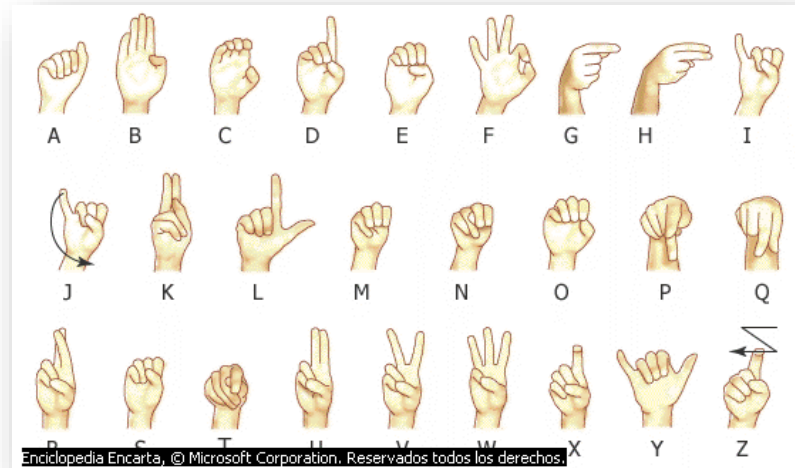 A B C D E F G H I
J K L M N O P Q
R S T U V W X Y Z
Enciclopedia Encarta, © Microsoft Corporation. Reservados todos los derechos.